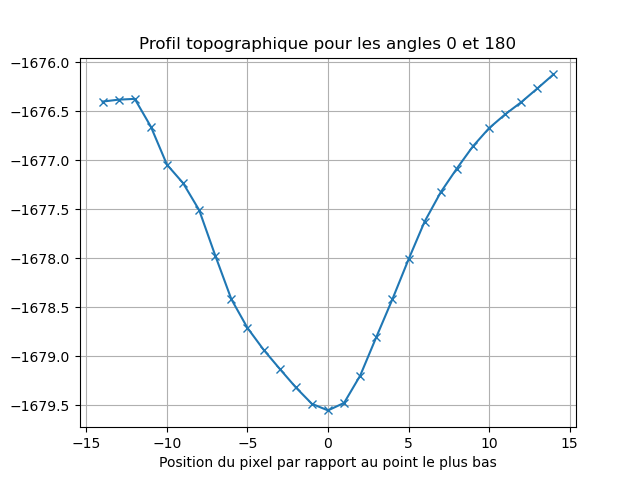 Profil topographique pour les angles 0 et 180
−1676.0
−1676.5
−1677.0
−1677.5
−1678.0
−1678.5
−1679.0
−1679.5
−15 −10 −5 0 5 10 15
Position du pixel par rapport au point le plus bas